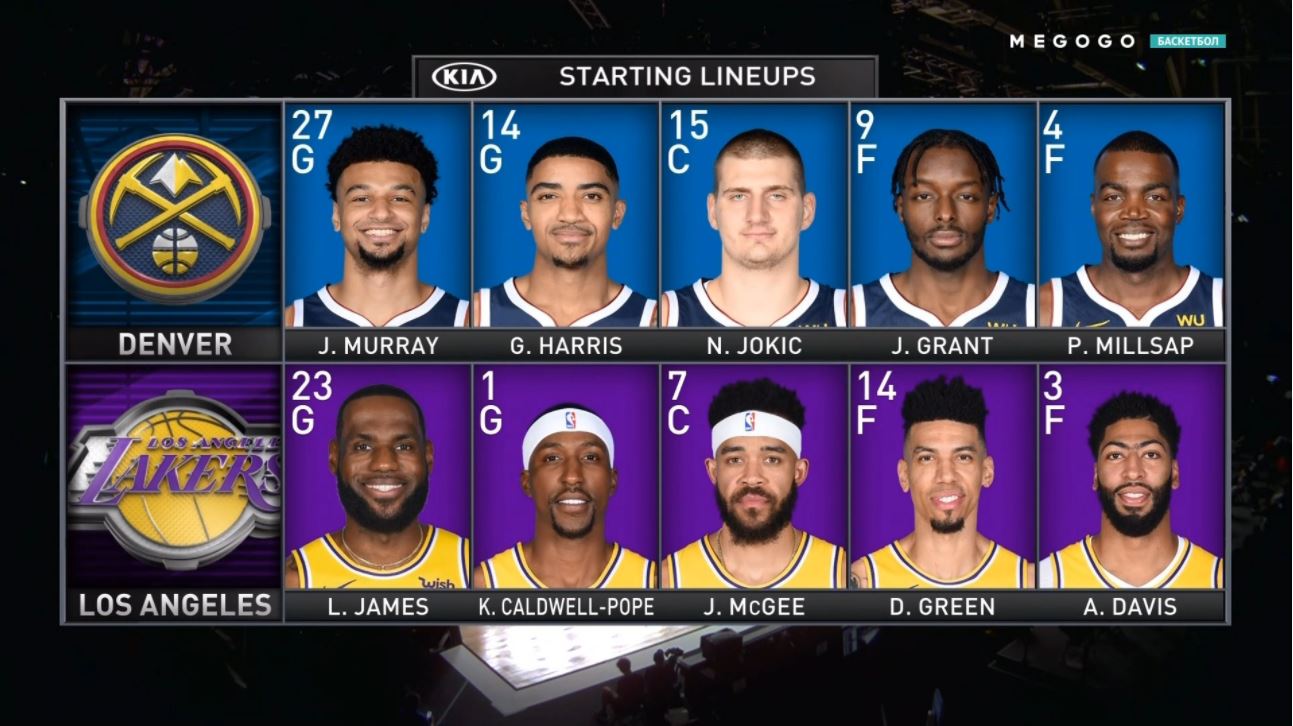 MEGOGO БАСКЕТБОЛ
KIA STARTING LINEUPS
27
G
14
G
15
C
9
F
4
F
WU
DENVER
J. MURRAY
G. HARRIS
N. JOKIC
J. GRANT
P. MILLSAP
23
G
1
G
7
C
14
F
3
F
LOS ANGELES
LAKERS
wish
LOS ANGELES
L. JAMES
K. CALDWELL-POPE
J. McGEE
D. GREEN
A. DAVIS